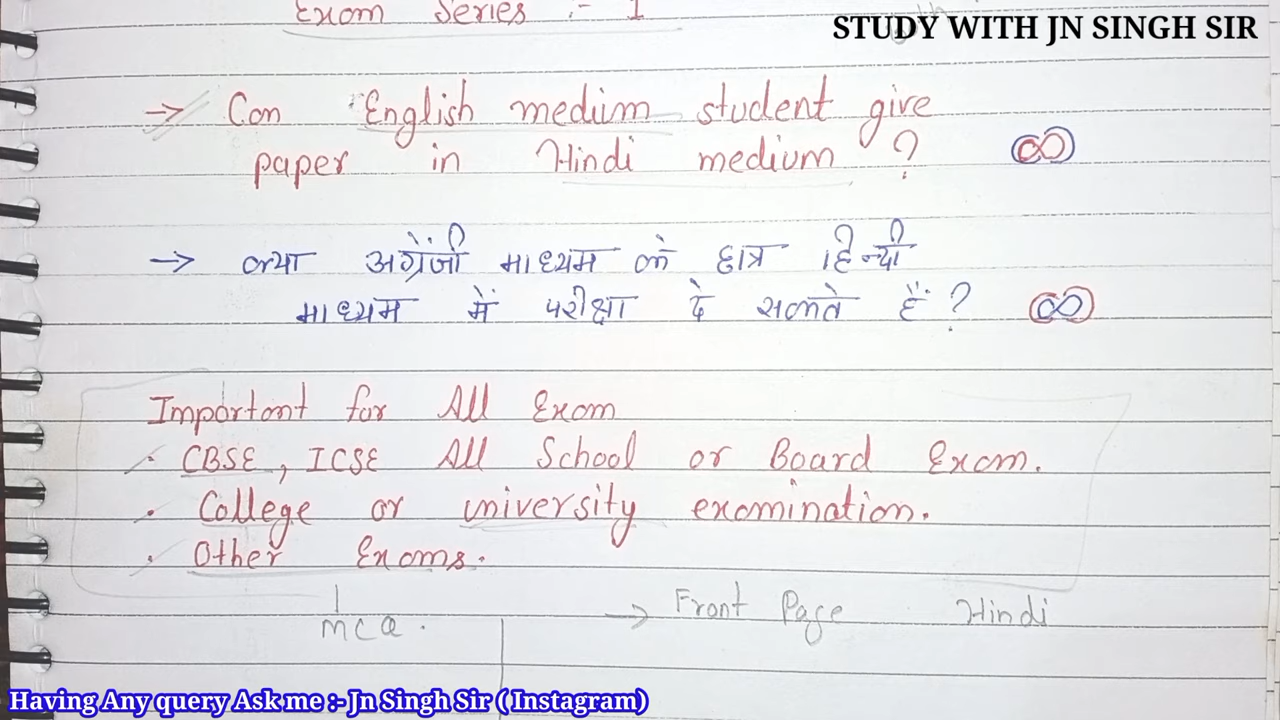 Exam Series :- 1
STUDY WITH JN SINGH SIR
→ Can English medium student give
paper in Hindi medium ?
→ क्या अंग्रेंजी माध्यम के छात्र हिन्दी
माध्यम में परीक्षा दे सकते हैं ?
Important for All Exam
• CBSE, ICSE All School or Board Exam.
• College or university examination.
• Other Exams.
→ Front Page Hindi
mcq.
Having Any query Ask me :- Jn Singh Sir ( Instagram)